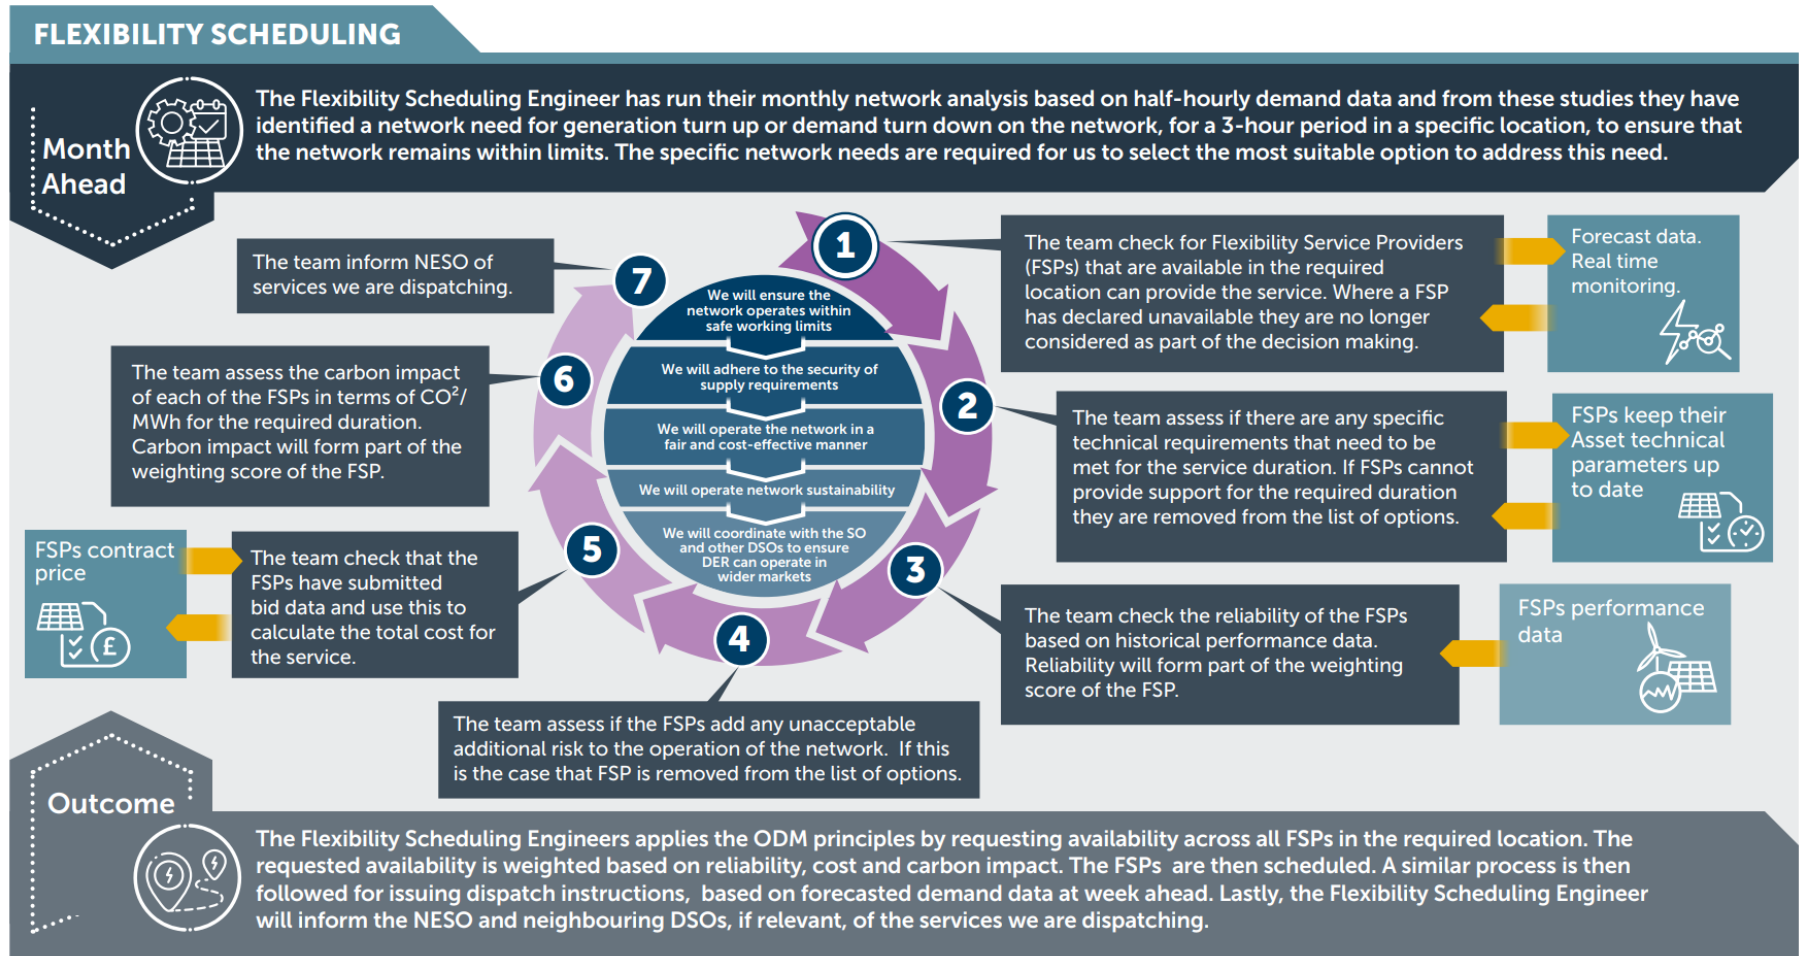 FLEXIBILITY SCHEDULING
Month
Ahead
The Flexibility Scheduling Engineer has run their monthly network analysis based on half-hourly demand data and from these studies they have
identified a network need for generation turn up or demand turn down on the network, for a 3-hour period in a specific location, to ensure that
the network remains within limits. The specific network needs are required for us to select the most suitable option to address this need.
1
The team check for Flexibility Service Providers
(FSPs) that are available in the required
location can provide the service. Where a FSP
has declared unavailable they are no longer
considered as part of the decision making.
Forecast data.
Real time
monitoring.
2
The team assess if there are any specific
technical requirements that need to be
met for the service duration. If FSPs cannot
provide support for the required duration
they are removed from the list of options.
FSPs keep their
Asset technical
parameters up
to date
3
The team check the reliability of the FSPs
based on historical performance data.
Reliability will form part of the weighting
score of the FSP.
FSPs performance
data
4
The team assess if the FSPs add any unacceptable
additional risk to the operation of the network.  If this
is the case that FSP is removed from the list of options.
5
The team check that the
FSPs have submitted
bid data and use this to
calculate the total cost for
the service.
FSPs contract
price
£
6
The team assess the carbon impact
of each of the FSPs in terms of CO²/
MWh for the required duration.
Carbon impact will form part of the
weighting score of the FSP.
7
The team inform NESO of
services we are dispatching.
We will ensure the
network operates within
safe working limits
We will adhere to the security of
supply requirements
We will operate the network in a
fair and cost-effective manner
We will operate network sustainability
We will coordinate with the SO
and other DSOs to ensure
DER can operate in
wider markets
Outcome
The Flexibility Scheduling Engineers applies the ODM principles by requesting availability across all FSPs in the required location. The
requested availability is weighted based on reliability, cost and carbon impact. The FSPs  are then scheduled. A similar process is then
followed for issuing dispatch instructions,  based on forecasted demand data at week ahead. Lastly, the Flexibility Scheduling Engineer
will inform the NESO and neighbouring DSOs, if relevant, of the services we are dispatching.